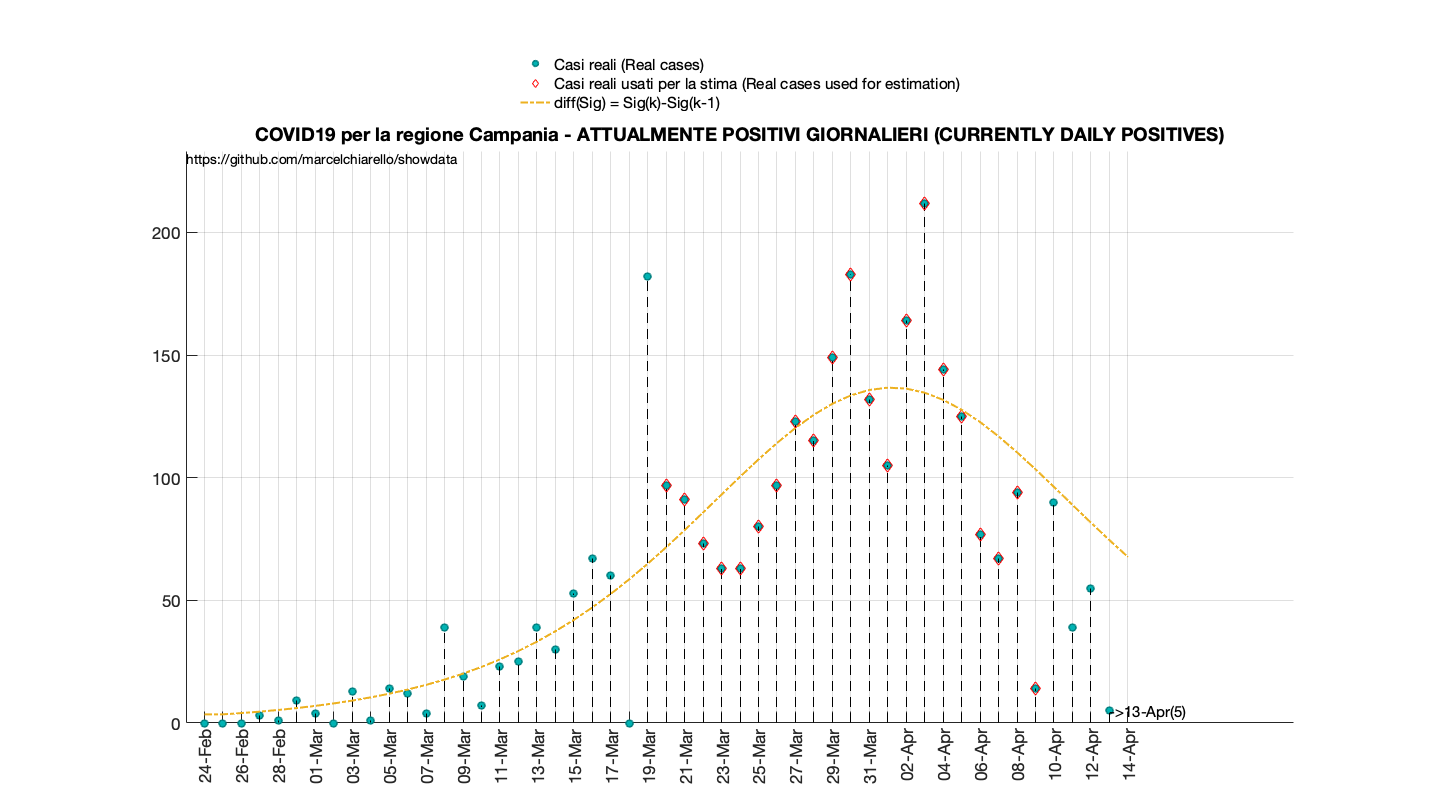 Casi reali (Real cases)
Casi reali usati per la stima (Real cases used for estimation)
diff(Sig) = Sig(k)-Sig(k-1)
COVID19 per la regione Campania - ATTUALMENTE POSITIVI GIORNALIERI (CURRENTLY DAILY POSITIVES)
https://github.com/marcelchiarello/showdata
200
150
100
50
0
->13-Apr(5)
24-Feb
26-Feb
28-Feb
01-Mar
03-Mar
05-Mar
07-Mar
09-Mar
11-Mar
13-Mar
15-Mar
17-Mar
19-Mar
21-Mar
23-Mar
25-Mar
27-Mar
29-Mar
31-Mar
02-Apr
04-Apr
06-Apr
08-Apr
10-Apr
12-Apr
14-Apr